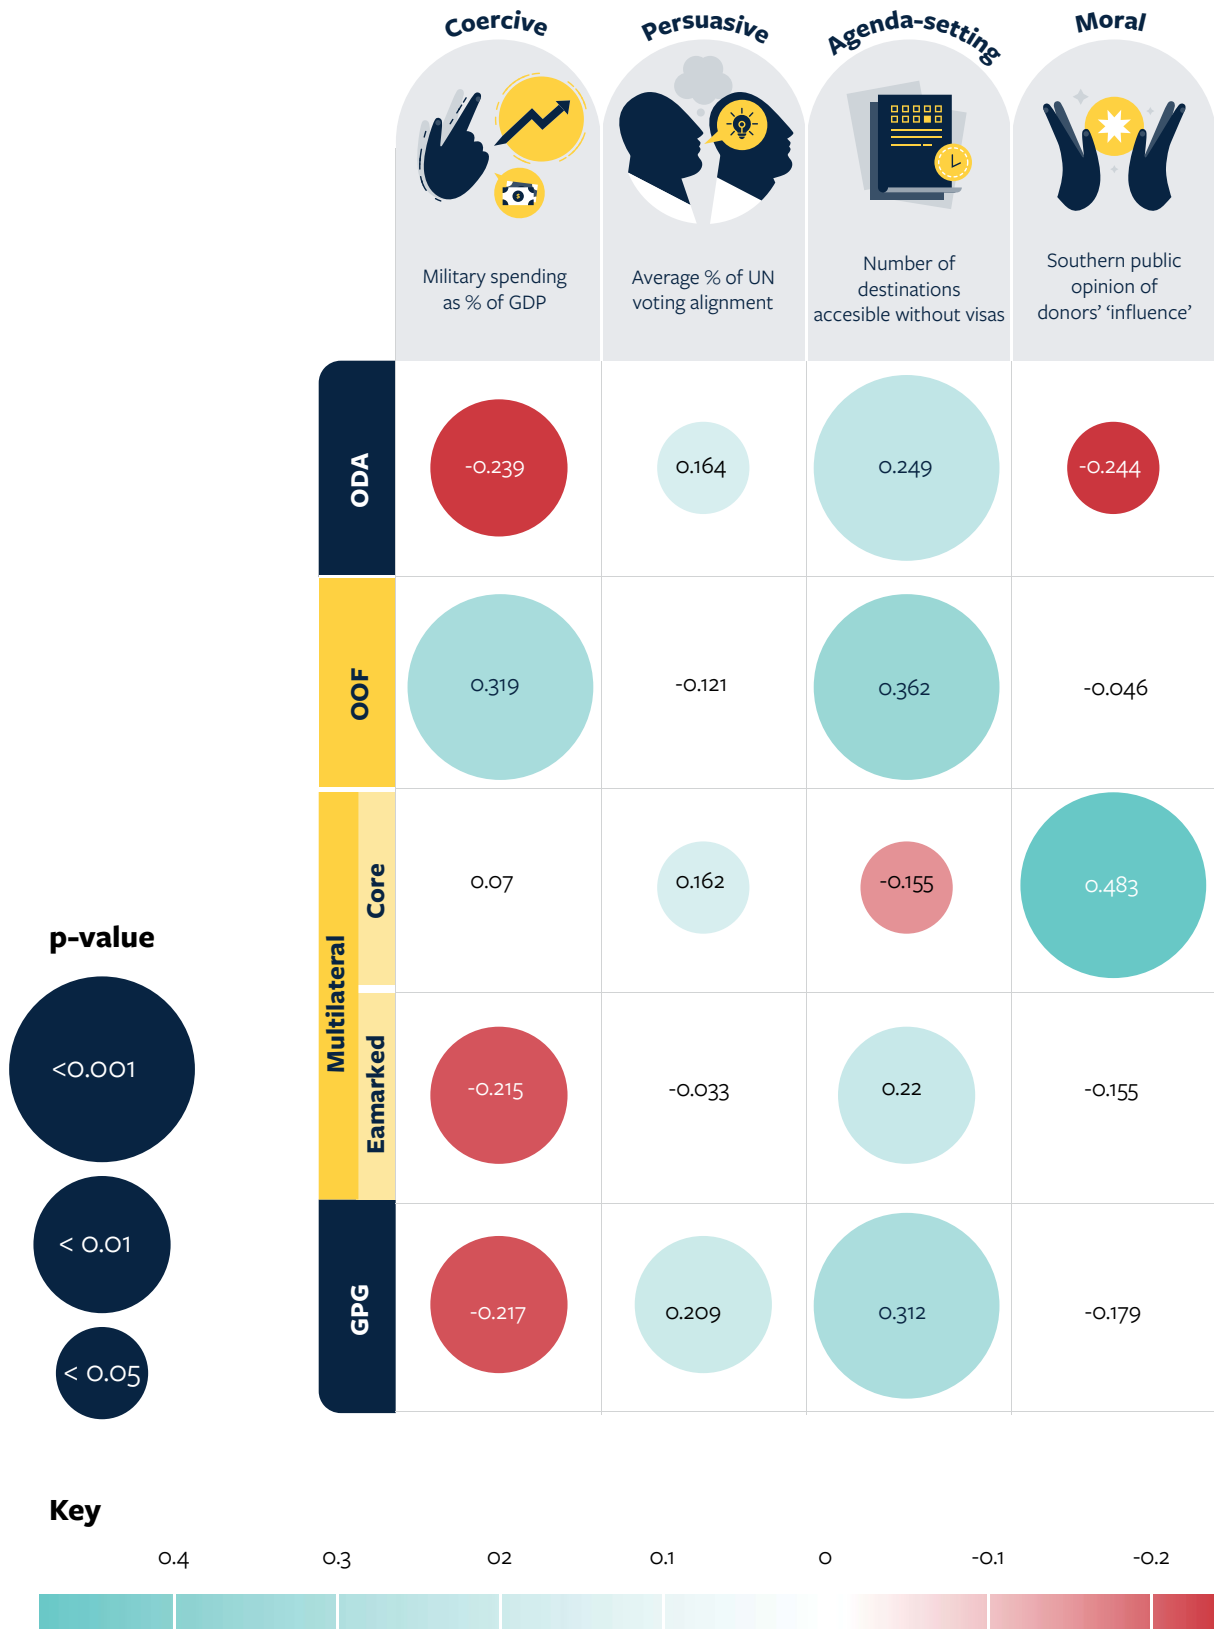 Coercive
Persuasive
Agenda-setting
Moral
Military spending
as % of GDP
Average % of UN
voting alignment
Number of
destinations
accesible without visas
Southern public
opinion of
donors' 'influence'
ODA
-0.239
0.164
0.249
-0.244
OOF
0.319
-0.121
0.362
-0.046
Multilateral
Core
0.07
0.162
-0.155
0.483
Eamarked
-0.215
-0.033
0.22
-0.155
GPG
-0.217
0.209
0.312
-0.179
p-value
<0.001
< 0.01
< 0.05
Key
0.4 0.3 02 0.1 0 -0.1 -0.2